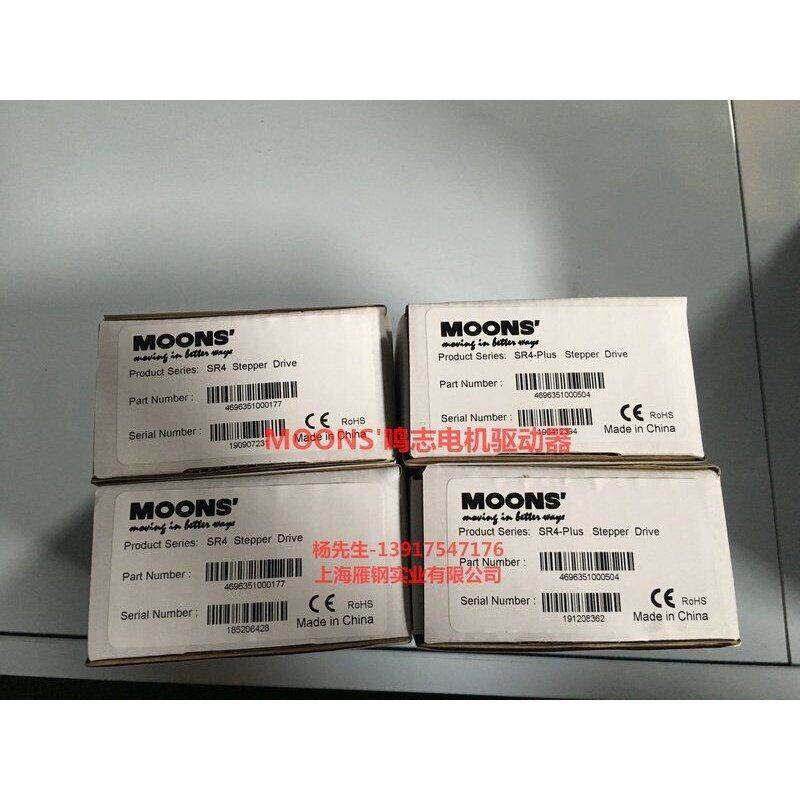 MOONS'
moving in better ways
Product Series: SR4 Stepper Drive
Part Number :
4696351000177
Serial Number :
CE RoHS
Made in China
MOONS'
moving in better ways
Product Series: SR4-Plus Stepper Drive
Part Number :
4696351000504
Serial Number :
CE RoHS
Made in China
MOONS'鸣志电机驱动器
MOONS'
moving in better ways
Product Series: SR4 Stepper Drive
Part Number :
4696351000177
Serial Number :
185206428
CE RoHS
Made in China
MOONS'
moving in better ways
Product Series: SR4-Plus Stepper Drive
Part Number :
4696351000504
Serial Number :
191208362
CE RoHS
Made in China
杨先生-13917547176
上海雁钢实业有限公司